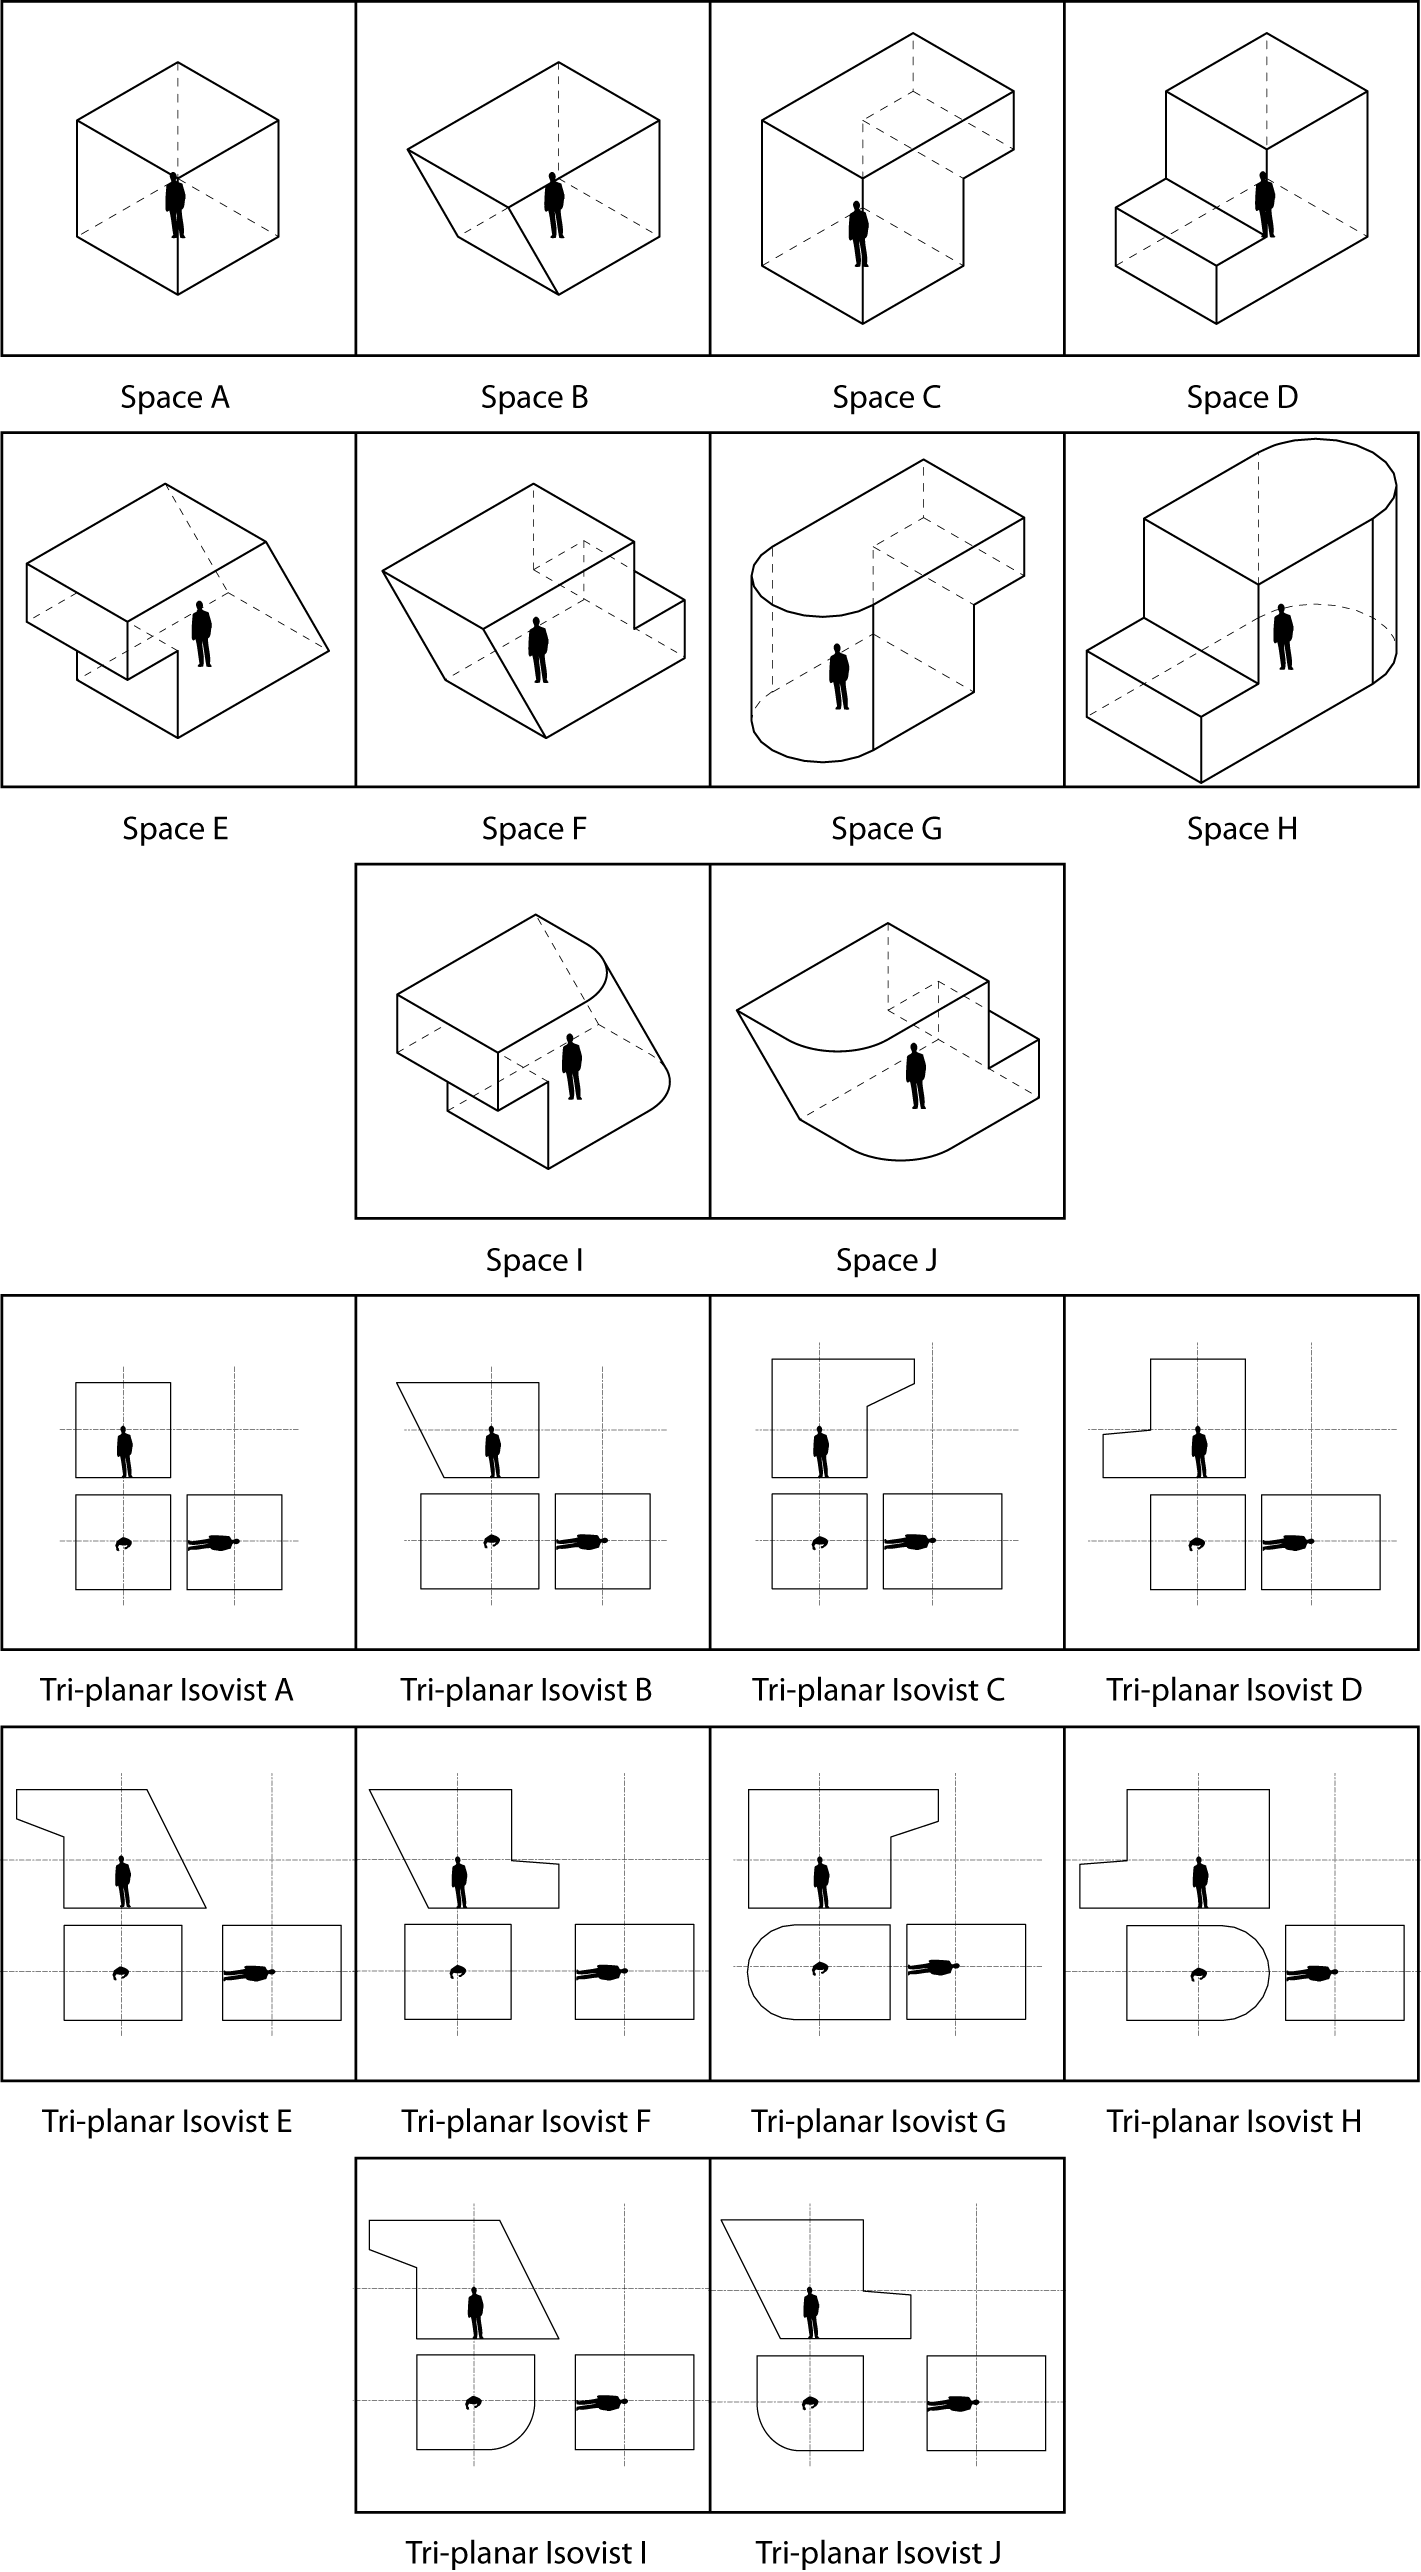 Space A
Space B
Space C
Space D
Space E
Space F
Space G
Space H
Space I
Space J
Tri-planar Isovist A
Tri-planar Isovist B
Tri-planar Isovist C
Tri-planar Isovist D
Tri-planar Isovist E
Tri-planar Isovist F
Tri-planar Isovist G
Tri-planar Isovist H
Tri-planar Isovist I
Tri-planar Isovist J